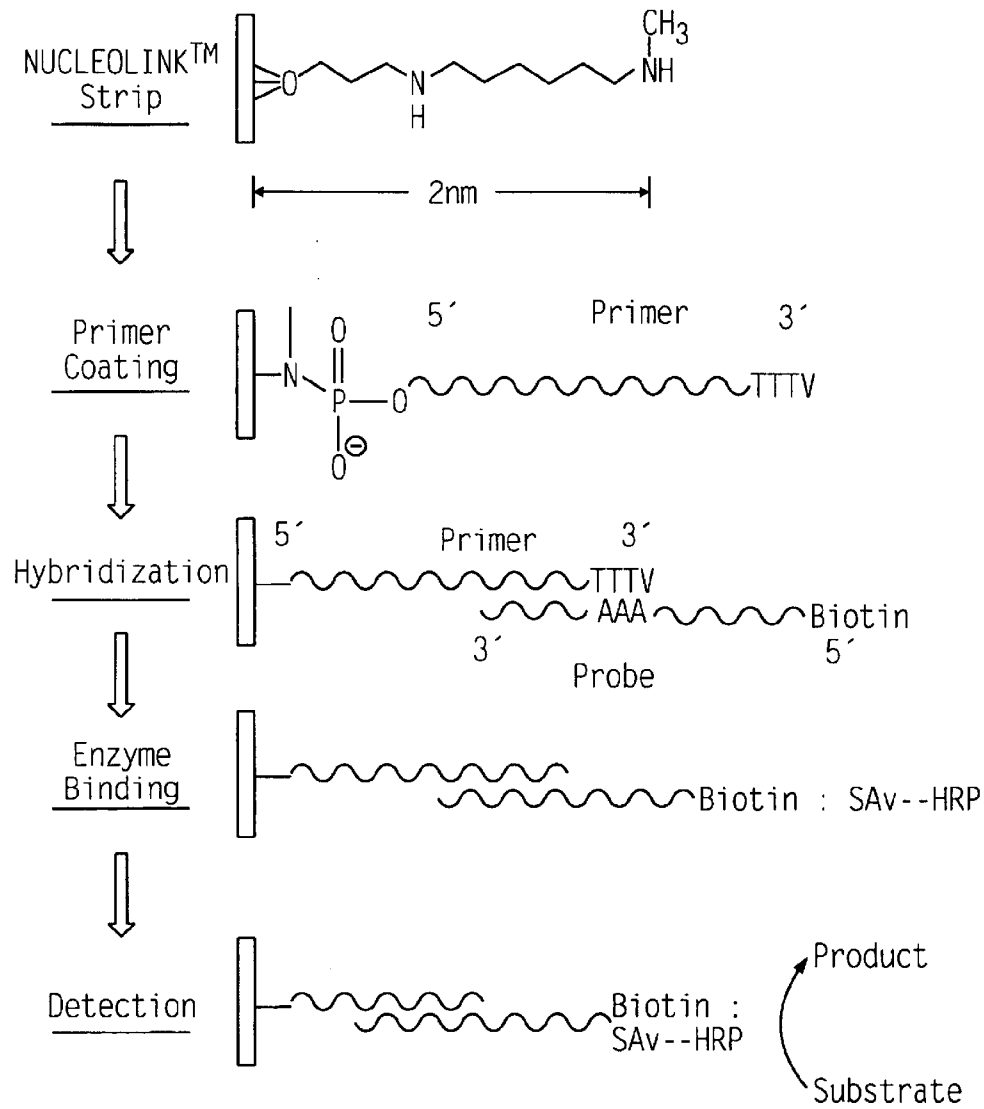 CH₃
NUCLEOLINK™
Strip
O
N
H
NH
2nm
Primer
Coating
5´ Primer 3´
O
N
P
O
TTTV
O⊖
Hybridization
5´ Primer 3´
TTTV
AAA
Biotin
3´ 5´
Probe
Enzyme
Binding
Biotin : SAv--HRP
Product
Detection
Biotin :
SAv--HRP
Substrate